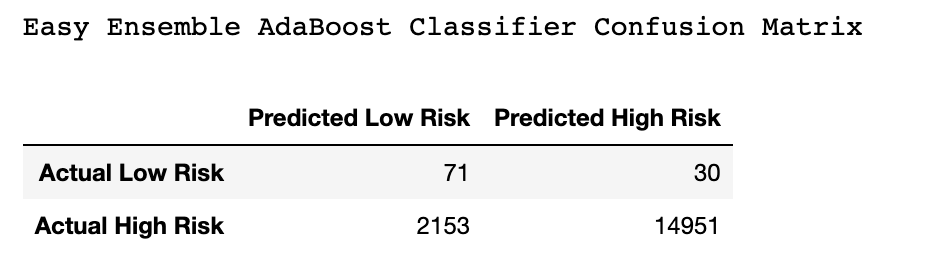 Easy Ensemble AdaBoost Classifier Confusion Matrix
Predicted Low Risk Predicted High Risk
Actual Low Risk 71 30
Actual High Risk 2153 14951